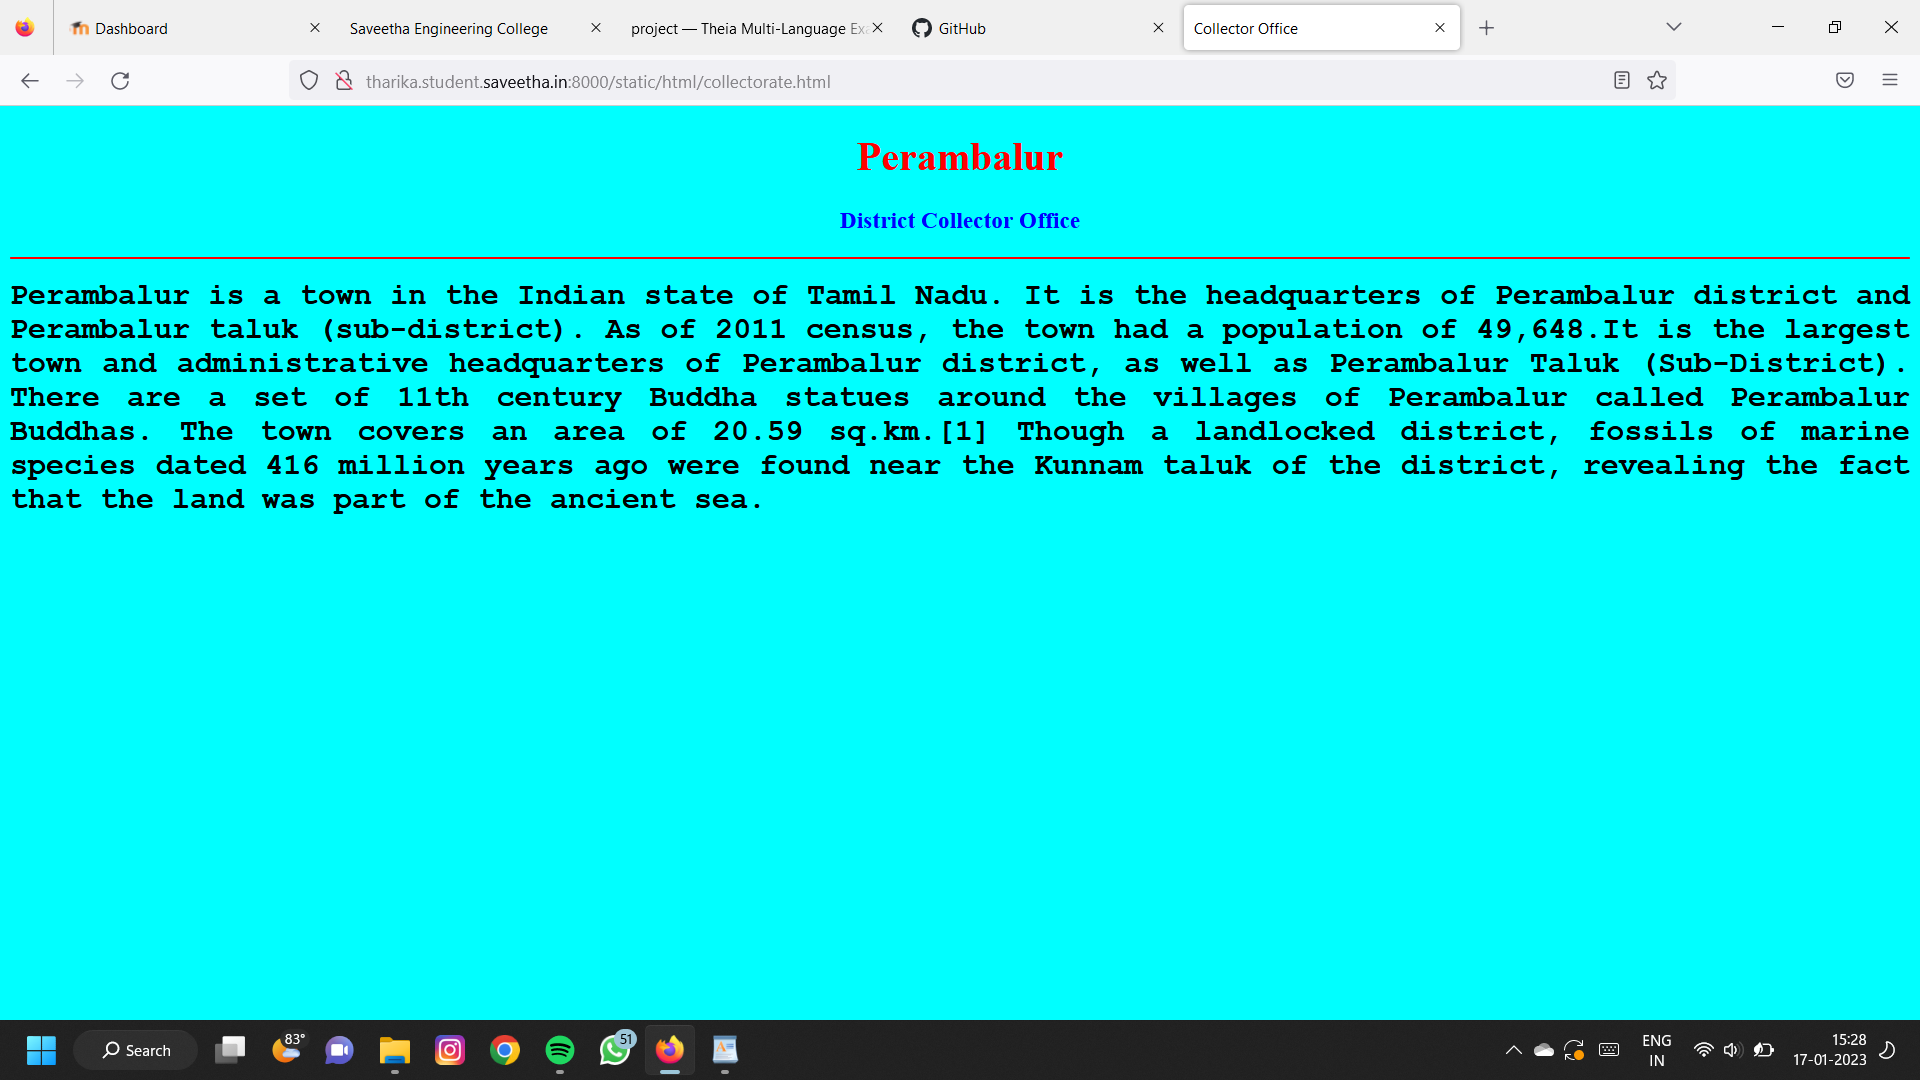 Dashboard
Saveetha Engineering College
project — Theia Multi-Language Ex
GitHub
Collector Office
tharika.student.saveetha.in:8000/static/html/collectorate.html
Perambalur
District Collector Office
Perambalur is a town in the Indian state of Tamil Nadu. It is the headquarters of Perambalur district and
Perambalur taluk (sub-district). As of 2011 census, the town had a population of 49,648.It is the largest
town and administrative headquarters of Perambalur district, as well as Perambalur Taluk (Sub-District).
There are a set of 11th century Buddha statues around the villages of Perambalur called Perambalur
Buddhas. The town covers an area of 20.59 sq.km.[1] Though a landlocked district, fossils of marine
species dated 416 million years ago were found near the Kunnam taluk of the district, revealing the fact
that the land was part of the ancient sea.
Search
83°
51
ENG
IN
15:28
17-01-2023